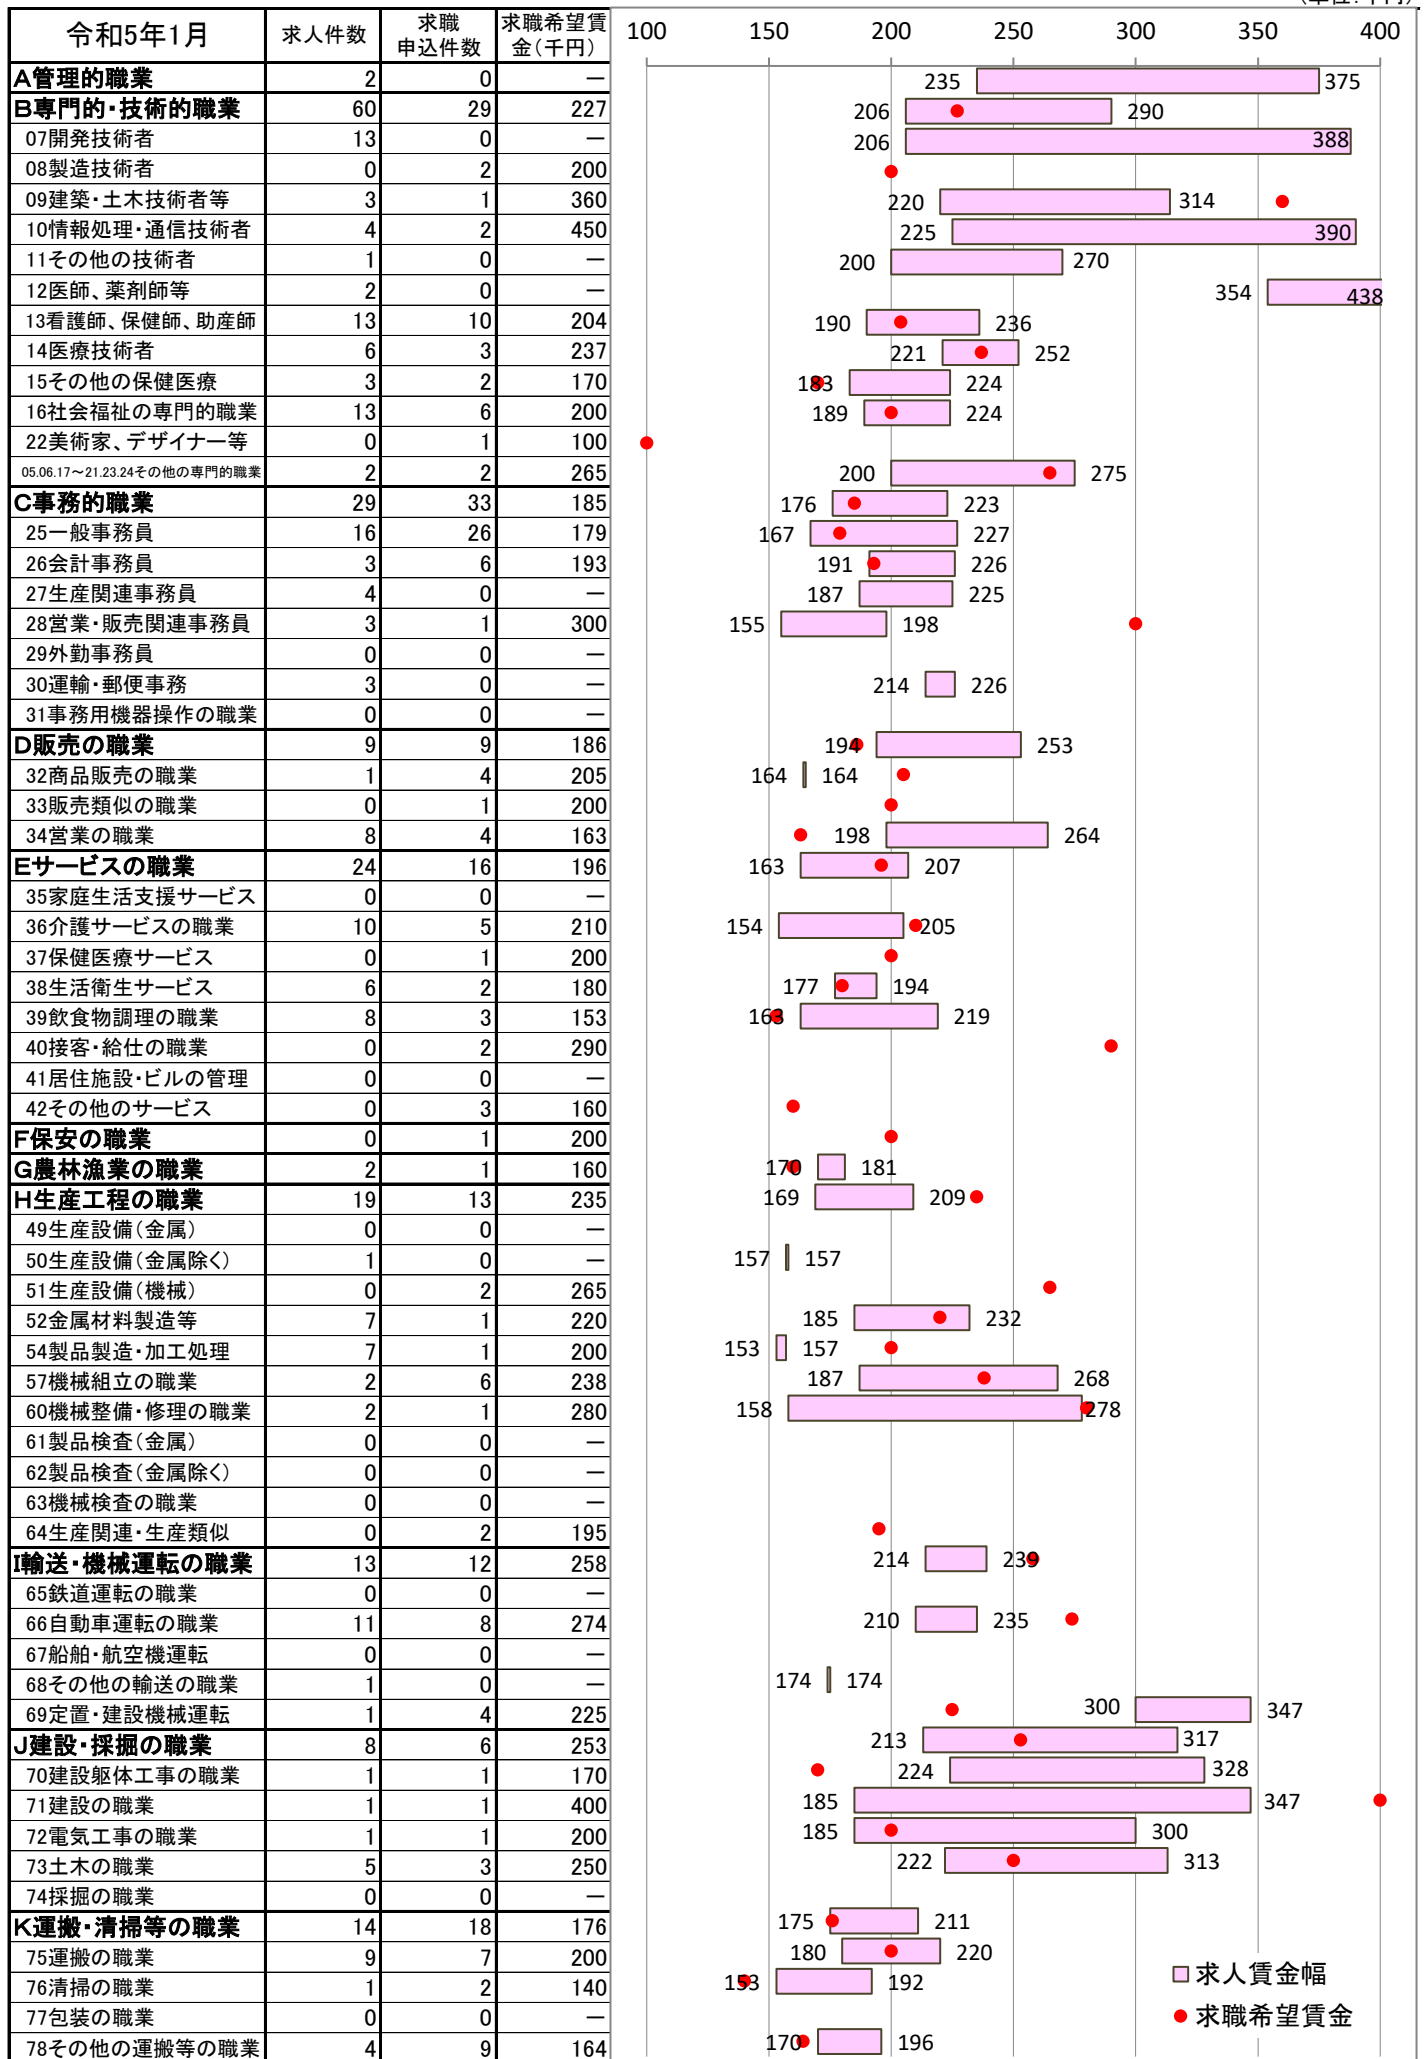 (単位:千円)
令和5年1月 求人件数 求職申込件数 求職希望賃金(千円) 100 150 200 250 300 350 400
A管理的職業 2 0 — 235 375
B専門的・技術的職業 60 29 227 206 290
07開発技術者 13 0 — 206 388
08製造技術者 0 2 200
09建築・土木技術者等 3 1 360 220 314
10情報処理・通信技術者 4 2 450 225 390
11その他の技術者 1 0 — 200 270
12医師、薬剤師等 2 0 — 354 438
13看護師、保健師、助産師 13 10 204 190 236
14医療技術者 6 3 237 221 252
15その他の保健医療 3 2 170 183 224
16社会福祉の専門的職業 13 6 200 189 224
22美術家、デザイナー等 0 1 100
05.06.17～21.23.24その他の専門的職業 2 2 265 200 275
C事務的職業 29 33 185 176 223
25一般事務員 16 26 179 167 227
26会計事務員 3 6 193 191 226
27生産関連事務員 4 0 — 187 225
28営業・販売関連事務員 3 1 300 155 198
29外勤事務員 0 0 —
30運輸・郵便事務 3 0 — 214 226
31事務用機器操作の職業 0 0 —
D販売の職業 9 9 186 194 253
32商品販売の職業 1 4 205 164 164
33販売類似の職業 0 1 200
34営業の職業 8 4 163 198 264
Eサービスの職業 24 16 196 163 207
35家庭生活支援サービス 0 0 —
36介護サービスの職業 10 5 210 154 205
37保健医療サービス 0 1 200
38生活衛生サービス 6 2 180 177 194
39飲食物調理の職業 8 3 153 163 219
40接客・給仕の職業 0 2 290
41居住施設・ビルの管理 0 0 —
42その他のサービス 0 3 160
F保安の職業 0 1 200
G農林漁業の職業 2 1 160 170 181
H生産工程の職業 19 13 235 169 209
49生産設備(金属) 0 0 —
50生産設備(金属除く) 1 0 — 157 157
51生産設備(機械) 0 2 265
52金属材料製造等 7 1 220 185 232
54製品製造・加工処理 7 1 200 153 157
57機械組立の職業 2 6 238 187 268
60機械整備・修理の職業 2 1 280 158 278
61製品検査(金属) 0 0 —
62製品検査(金属除く) 0 0 —
63機械検査の職業 0 0 —
64生産関連・生産類似 0 2 195
I輸送・機械運転の職業 13 12 258 214 239
65鉄道運転の職業 0 0 —
66自動車運転の職業 11 8 274 210 235
67船舶・航空機運転 0 0 —
68その他の輸送の職業 1 0 — 174 174
69定置・建設機械運転 1 4 225 300 347
J建設・採掘の職業 8 6 253 213 317
70建設躯体工事の職業 1 1 170 224 328
71建設の職業 1 1 400 185 347
72電気工事の職業 1 1 200 185 300
73土木の職業 5 3 250 222 313
74採掘の職業 0 0 —
K運搬・清掃等の職業 14 18 176 175 211
75運搬の職業 9 7 200 180 220
76清掃の職業 1 2 140 153 192
77包装の職業 0 0 —
78その他の運搬等の職業 4 9 164 170 196
求人賃金幅
求職希望賃金